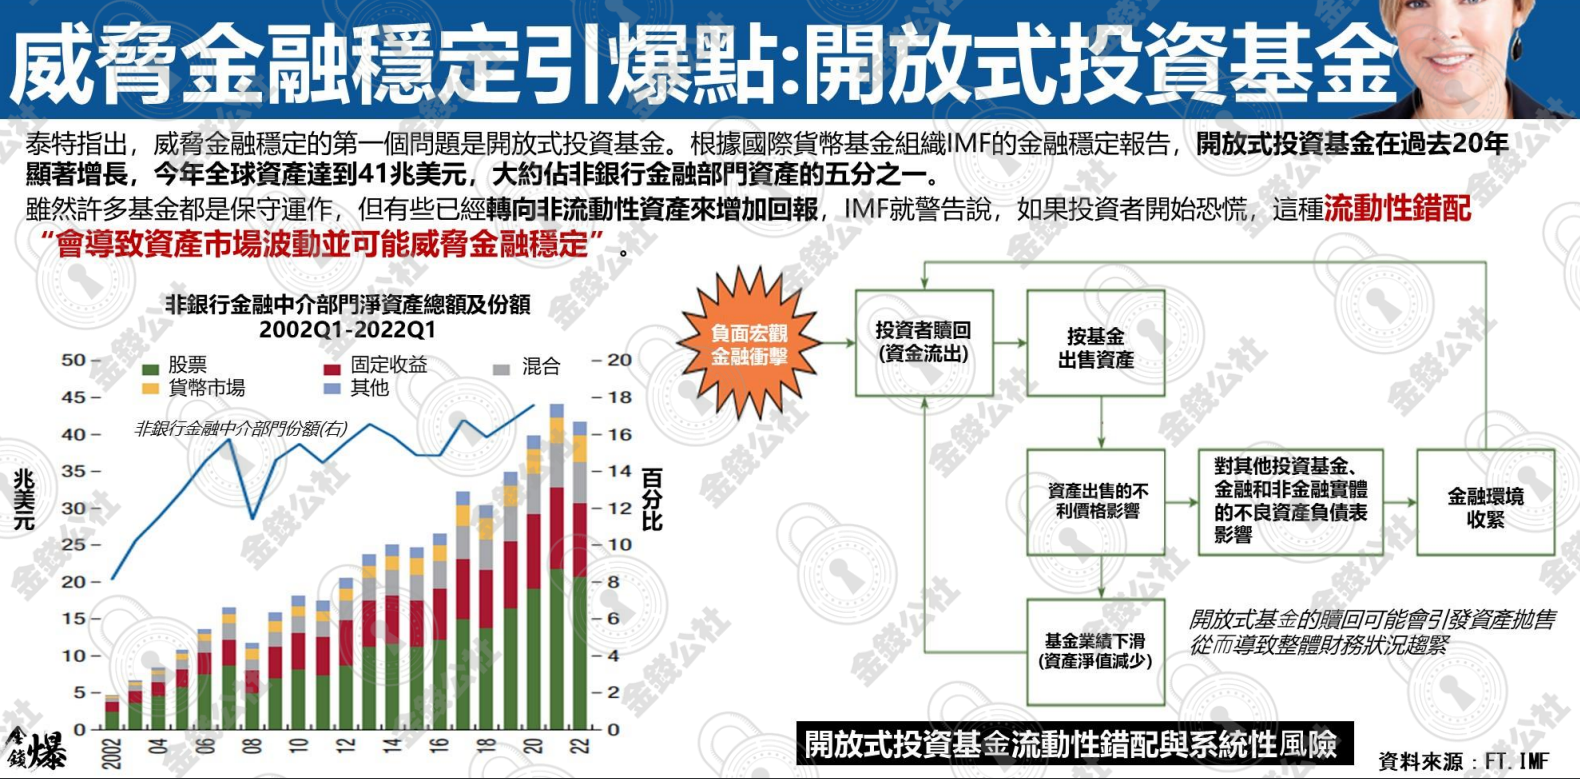 威脅金融穩定引爆點:開放式投資基金
泰特指出，威脅金融穩定的第一個問題是開放式投資基金。根據國際貨幣基金組織IMF的金融穩定報告，開放式投資基金在過去20年
顯著增長，今年全球資產達到41兆美元，大約佔非銀行金融部門資產的五分之一。
雖然許多基金都是保守運作，但有些已經轉向非流動性資產來增加回報，IMF就警告說，如果投資者開始恐慌，這種流動性錯配
“會導致資產市場波動並可能威脅金融穩定”。
非銀行金融中介部門淨資產總額及份額
2002Q1-2022Q1
股票
固定收益
混合
貨幣市場
其他
非銀行金融中介部門份額(右)
兆美元
50
45
40
35
30
25
20
15
10
5
0
百分比
20
18
16
14
12
10
8
6
4
2
0
2002
04
06
08
10
12
14
16
18
20
22
負面宏觀
金融衝擊
投資者贖回
(資金流出)
按基金
出售資產
資產出售的不
利價格影響
對其他投資基金、
金融和非金融實體
的不良資產負債表
影響
金融環境
收緊
基金業績下滑
(資產淨值減少)
開放式基金的贖回可能會引發資產拋售
從而導致整體財務狀況趨緊
開放式投資基金流動性錯配與系統性風險
資料來源：FT.IMF
金錢爆
金錢公社